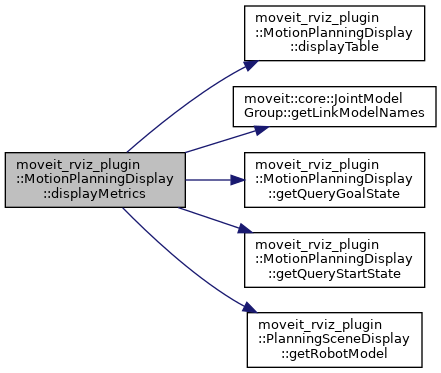 moveit_rviz_plugin
::MotionPlanningDisplay
::displayMetrics
moveit_rviz_plugin
::MotionPlanningDisplay
::displayTable
moveit::core::JointModel
Group::getLinkModelNames
moveit_rviz_plugin
::MotionPlanningDisplay
::getQueryGoalState
moveit_rviz_plugin
::MotionPlanningDisplay
::getQueryStartState
moveit_rviz_plugin
::PlanningSceneDisplay
::getRobotModel